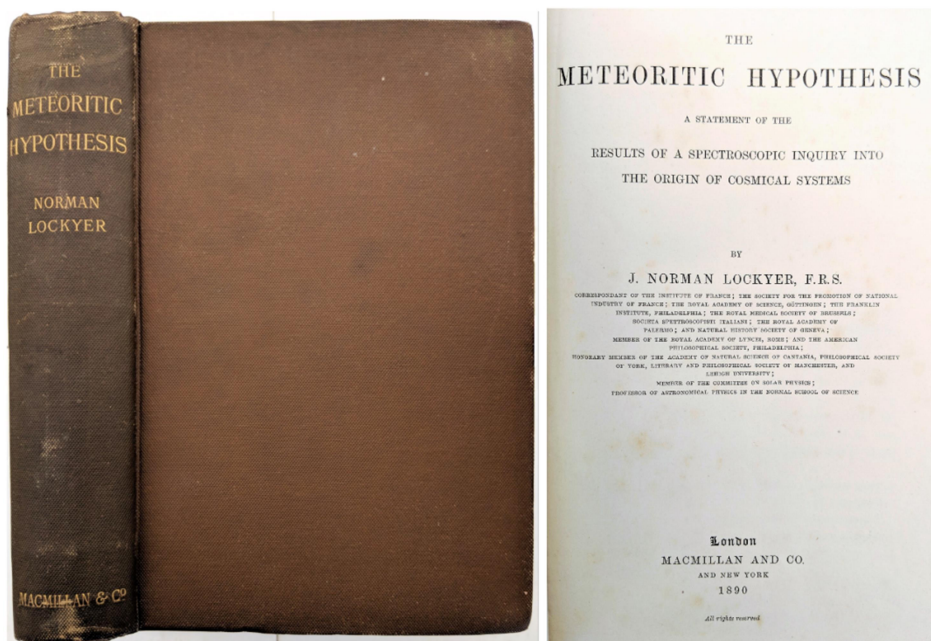 THE
METEORITIC
HYPOTHESIS
NORMAN
LOCKYER
MACMILLAN & Co
THE
METEORITIC HYPOTHESIS
A STATEMENT OF THE
RESULTS OF A SPECTROSCOPIC INQUIRY INTO
THE ORIGIN OF COSMICAL SYSTEMS
BY
J. NORMAN LOCKYER, F.R.S.
CORRESPONDANT OF THE INSTITUTE OF FRANCE; THE SOCIETY FOR THE PROMOTION OF NATIONAL
INDUSTRY OF FRANCE; THE ROYAL ACADEMY OF SCIENCE, GÖTTINGEN; THE FRANKLIN
INSTITUTE, PHILADELPHIA; THE ROYAL MEDICAL SOCIETY OF BRUSSELS;
SOCIETA SPETTROSCOPISTI ITALIANI; THE ROYAL ACADEMY OF
PALERMO; AND NATURAL HISTORY SOCIETY OF GENEVA;
MEMBER OF THE ROYAL ACADEMY OF LYNCEI, ROME; AND THE AMERICAN
PHILOSOPHICAL SOCIETY, PHILADELPHIA;
HONORARY MEMBER OF THE ACADEMY OF NATURAL SCIENCE OF CATANIA, PHILOSOPHICAL SOCIETY
OF YORK, LITERARY AND PHILOSOPHICAL SOCIETY OF MANCHESTER, AND
LEHIGH UNIVERSITY;
MEMBER OF THE COMMITTEE ON SOLAR PHYSICS;
PROFESSOR OF ASTRONOMICAL PHYSICS IN THE NORMAL SCHOOL OF SCIENCE
London
MACMILLAN AND CO.
AND NEW YORK
1890
All rights reserved